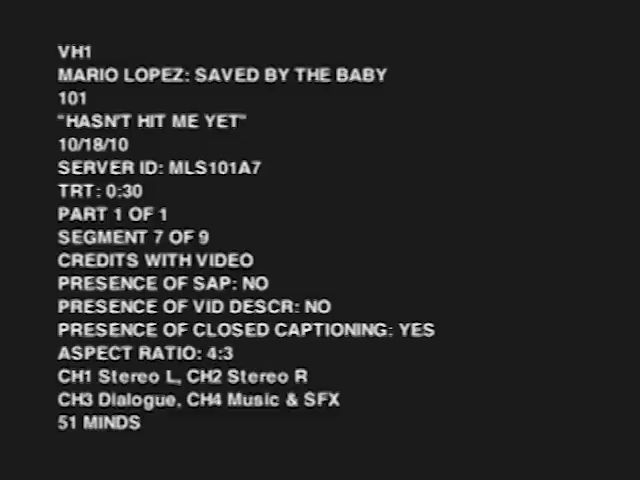 VH1
MARIO LOPEZ: SAVED BY THE BABY
101
"HASN'T HIT ME YET"
10/18/10
SERVER ID: MLS101A7
TRT: 0:30
PART 1 OF 1
SEGMENT 7 OF 9
CREDITS WITH VIDEO
PRESENCE OF SAP: NO
PRESENCE OF VID DESCR: NO
PRESENCE OF CLOSED CAPTIONING: YES
ASPECT RATIO: 4:3
CH1 Stereo L, CH2 Stereo R
CH3 Dialogue, CH4 Music & SFX
51 MINDS